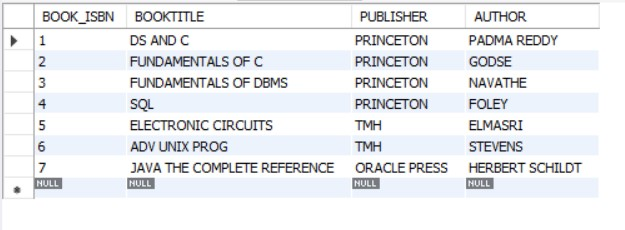 BOOK_ISBN BOOKTITLE PUBLISHER AUTHOR
1 DS AND C PRINCETON PADMA REDDY
2 FUNDAMENTALS OF C PRINCETON GODSE
3 FUNDAMENTALS OF DBMS PRINCETON NAVATHE
4 SQL PRINCETON FOLEY
5 ELECTRONIC CIRCUITS TMH ELMASRI
6 ADV UNIX PROG TMH STEVENS
7 JAVA THE COMPLETE REFERENCE ORACLE PRESS HERBERT SCHILDT
NULL NULL NULL NULL